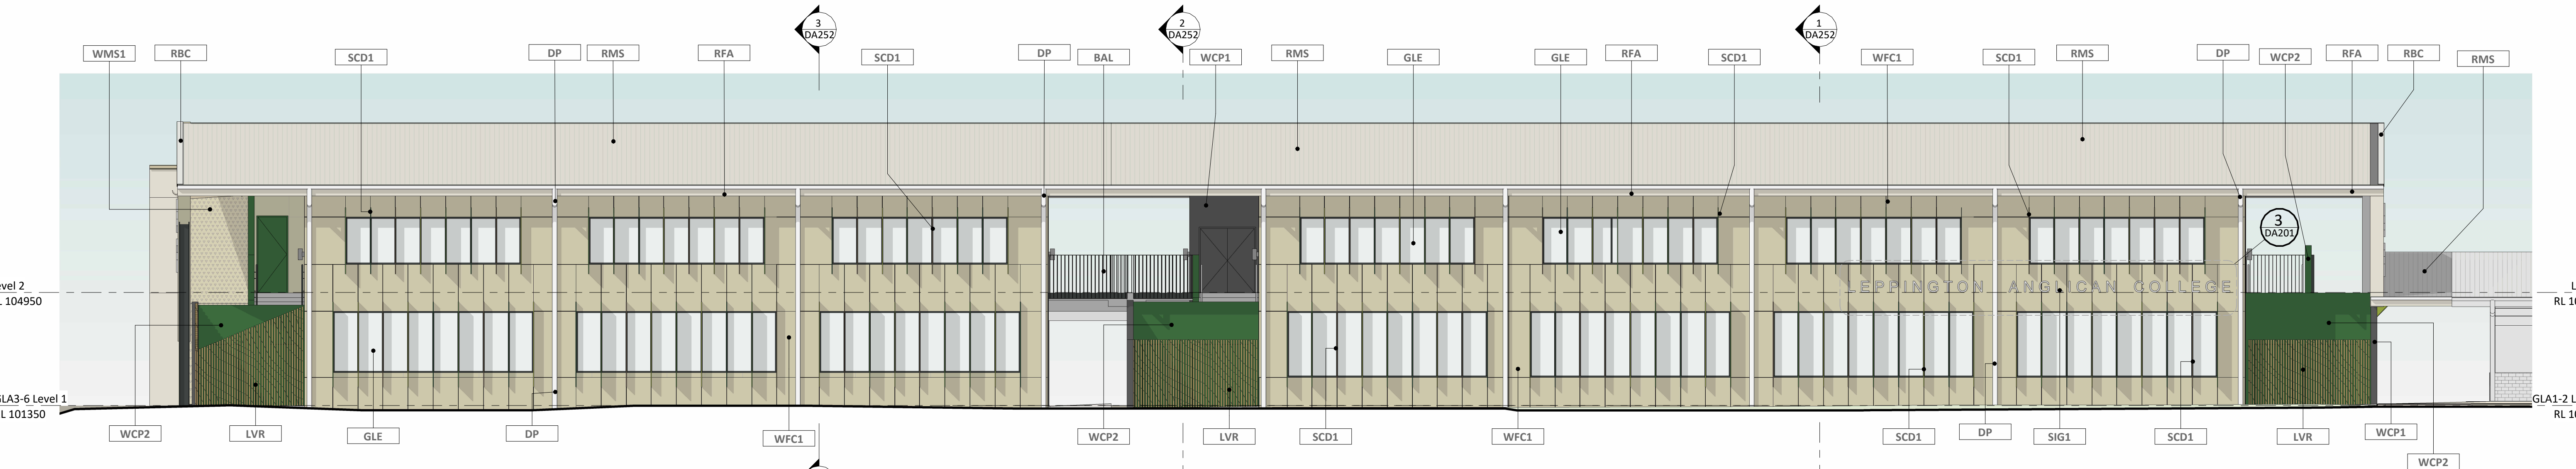 3
DA252
2
DA252
1
DA252
WMS1
RBC
SCD1
DP
RMS
RFA
SCD1
DP
BAL
WCP1
RMS
GLE
GLE
RFA
SCD1
WFC1
SCD1
RMS
DP
WCP2
RFA
RBC
RMS
3
DA201
LEPPINGTON ANGLICAN COLLEGE
evel 2
L 104950
L
RL 10
GLA3-6 Level 1
L 101350
GLA1-2 L
RL 10
WCP2
LVR
GLE
DP
WFC1
WCP2
LVR
SCD1
WFC1
SCD1
DP
SIG1
SCD1
LVR
WCP1
WCP2